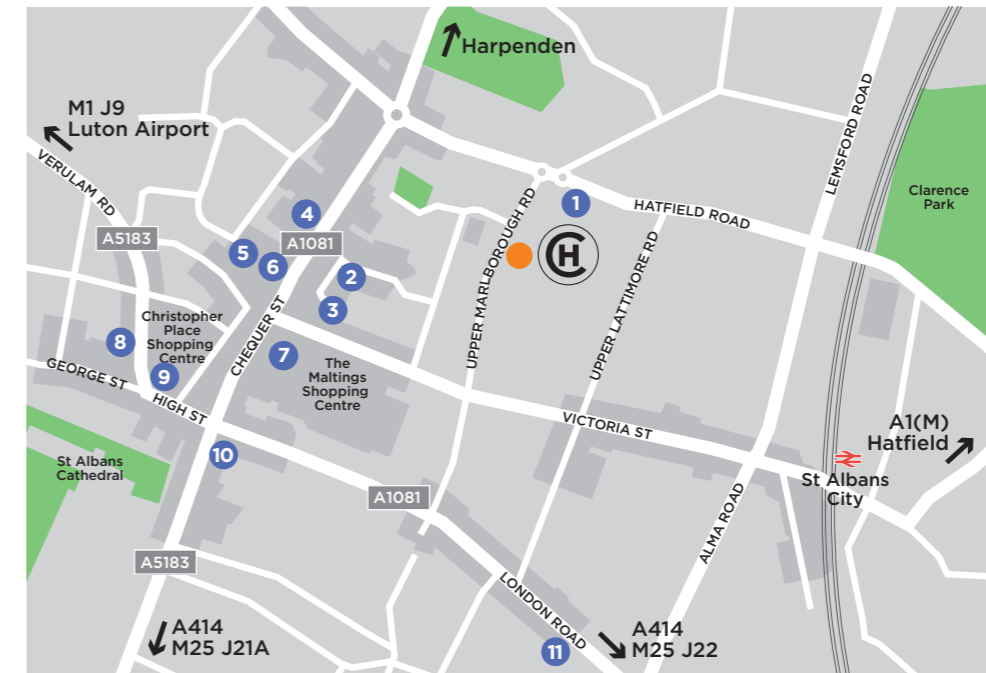 Harpenden
M1 J9
Luton Airport
VERULAM RD
A5183
LEMSFORD ROAD
Clarence
Park
1
HATFIELD ROAD
UPPER MARLBOROUGH RD
CH
UPPER LATTIMORE RD
4
A1081
5
6
2
3
CHEQUER ST
Christopher
Place
Shopping
Centre
8
9
7
The
Maltings
Shopping
Centre
GEORGE ST
HIGH ST
VICTORIA ST
A1(M)
Hatfield
St Albans
City
St Albans
Cathedral
10
A1081
ALMA ROAD
A5183
LONDON ROAD
A414
M25 J21A
11
A414
M25 J22